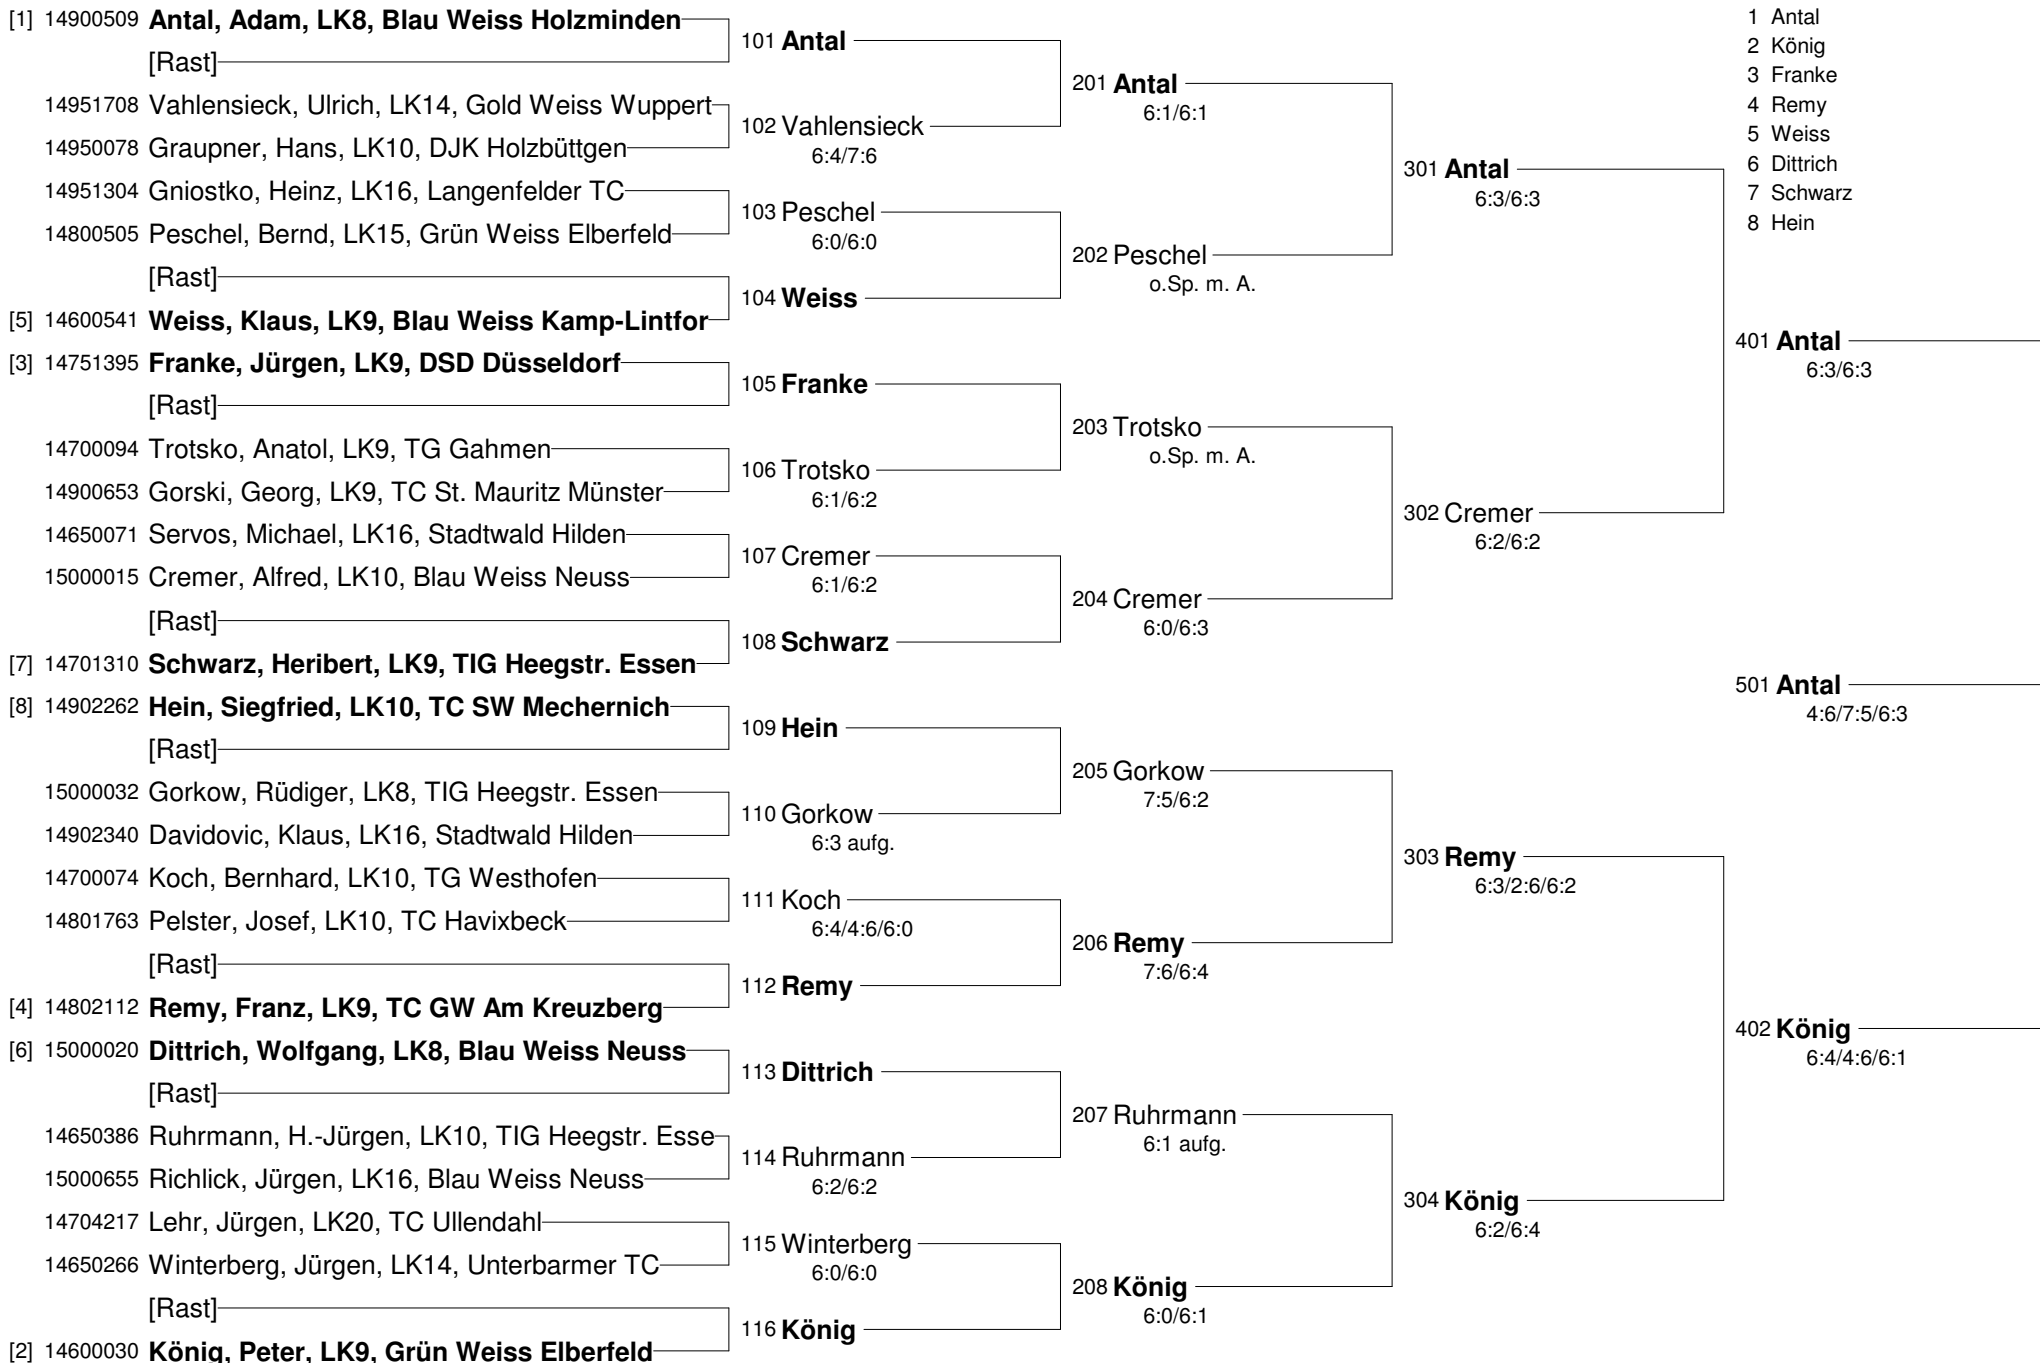 [1] 14900509 Antal, Adam, LK8, Blau Weiss Holzminden
[Rast]
14951708 Vahlensieck, Ulrich, LK14, Gold Weiss Wuppert
14950078 Graupner, Hans, LK10, DJK Holzbüttgen
14951304 Gniostko, Heinz, LK16, Langenfelder TC
14800505 Peschel, Bernd, LK15, Grün Weiss Elberfeld
[Rast]
[5] 14600541 Weiss, Klaus, LK9, Blau Weiss Kamp-Lintfor
[3] 14751395 Franke, Jürgen, LK9, DSD Düsseldorf
[Rast]
14700094 Trotsko, Anatol, LK9, TG Gahmen
14900653 Gorski, Georg, LK9, TC St. Mauritz Münster
14650071 Servos, Michael, LK16, Stadtwald Hilden
15000015 Cremer, Alfred, LK10, Blau Weiss Neuss
[Rast]
[7] 14701310 Schwarz, Heribert, LK9, TIG Heegstr. Essen
[8] 14902262 Hein, Siegfried, LK10, TC SW Mechernich
[Rast]
15000032 Gorkow, Rüdiger, LK8, TIG Heegstr. Essen
14902340 Davidovic, Klaus, LK16, Stadtwald Hilden
14700074 Koch, Bernhard, LK10, TG Westhofen
14801763 Pelster, Josef, LK10, TC Havixbeck
[Rast]
[4] 14802112 Remy, Franz, LK9, TC GW Am Kreuzberg
[6] 15000020 Dittrich, Wolfgang, LK8, Blau Weiss Neuss
[Rast]
14650386 Ruhrmann, H.-Jürgen, LK10, TIG Heegstr. Esse
15000655 Richlick, Jürgen, LK16, Blau Weiss Neuss
14704217 Lehr, Jürgen, LK20, TC Ullendahl
14650266 Winterberg, Jürgen, LK14, Unterbarmer TC
[Rast]
[2] 14600030 König, Peter, LK9, Grün Weiss Elberfeld
101 Antal
102 Vahlensieck
6:4/7:6
103 Peschel
6:0/6:0
104 Weiss
105 Franke
106 Trotsko
6:1/6:2
107 Cremer
6:1/6:2
108 Schwarz
109 Hein
110 Gorkow
6:3 aufg.
111 Koch
6:4/4:6/6:0
112 Remy
113 Dittrich
114 Ruhrmann
6:2/6:2
115 Winterberg
6:0/6:0
116 König
201 Antal
6:1/6:1
202 Peschel
o.Sp. m. A.
203 Trotsko
o.Sp. m. A.
204 Cremer
6:0/6:3
205 Gorkow
7:5/6:2
206 Remy
7:6/6:4
207 Ruhrmann
6:1 aufg.
208 König
6:0/6:1
301 Antal
6:3/6:3
302 Cremer
6:2/6:2
303 Remy
6:3/2:6/6:2
304 König
6:2/6:4
1 Antal
2 König
3 Franke
4 Remy
5 Weiss
6 Dittrich
7 Schwarz
8 Hein
401 Antal
6:3/6:3
501 Antal
4:6/7:5/6:3
402 König
6:4/4:6/6:1